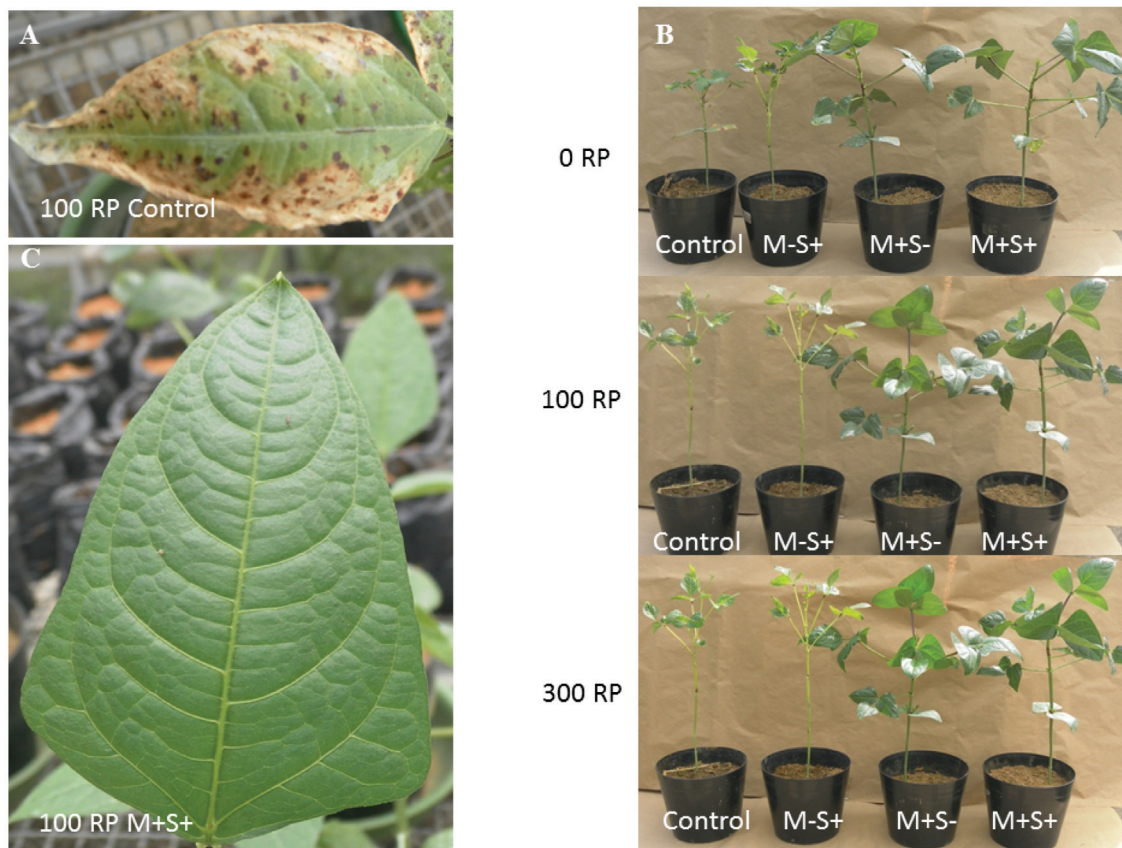 A
100 RP Control
C
100 RP M+S+
B
0 RP
Control M-S+ M+S- M+S+
100 RP
Control M-S+ M+S- M+S+
300 RP
Control M-S+ M+S- M+S+